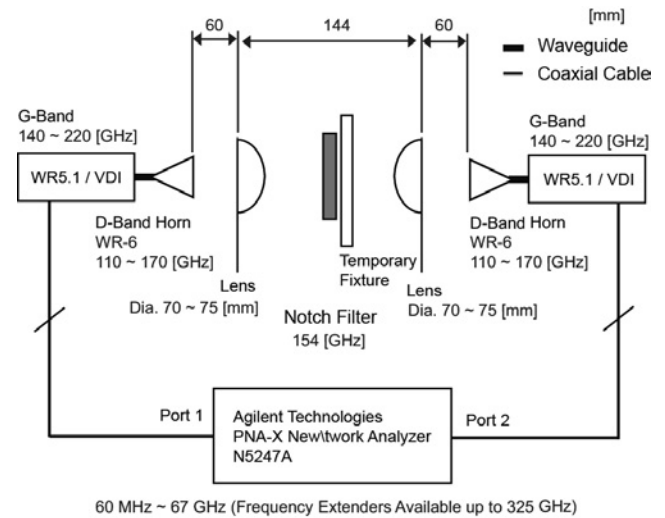 [mm]
60
144
60
Waveguide
Coaxial Cable
G-Band
140 ~ 220 [GHz]
WR5.1 / VDI
D-Band Horn
WR-6
110 ~ 170 [GHz]
Lens
Dia. 70 ~ 75 [mm]
Temporary
Fixture
Notch Filter
154 [GHz]
Lens
Dia. 70 ~ 75 [mm]
G-Band
140 ~ 220 [GHz]
WR5.1 / VDI
D-Band Horn
WR-6
110 ~ 170 [GHz]
Port 1
Agilent Technologies
PNA-X New\twork Analyzer
N5247A
Port 2
60 MHz ~ 67 GHz (Frequency Extenders Available up to 325 GHz)